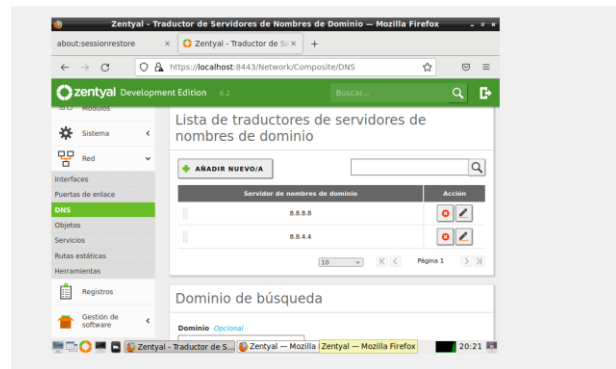 Zentyal - Traductor de Servidores de Nombres de Dominio — Mozilla Firefox
about:sessionrestore
Zentyal - Traductor de Se
https://localhost:8443/Network/Composite/DNS
zentyal Development Edition 6.2
Buscar...
Módulos
Sistema
Red
Interfaces
Puertas de enlace
DNS
Objetos
Servicios
Rutas estáticas
Herramientas
Registros
Gestión de
software
Lista de traductores de servidores de
nombres de dominio
AÑADIR NUEVO/A
Servidor de nombres de dominio Acción
8.8.8.8
8.8.4.4
10 Página 1
Dominio de búsqueda
Dominio Opcional
Zentyal - Traductor de S... Zentyal — Mozilla Zentyal — Mozilla Firefox 20:21